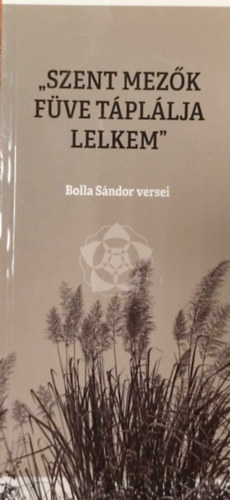 „SZENT MEZŐK
FÜVE TÁPLÁLJA
LELKEM”
Bolla Sándor versei